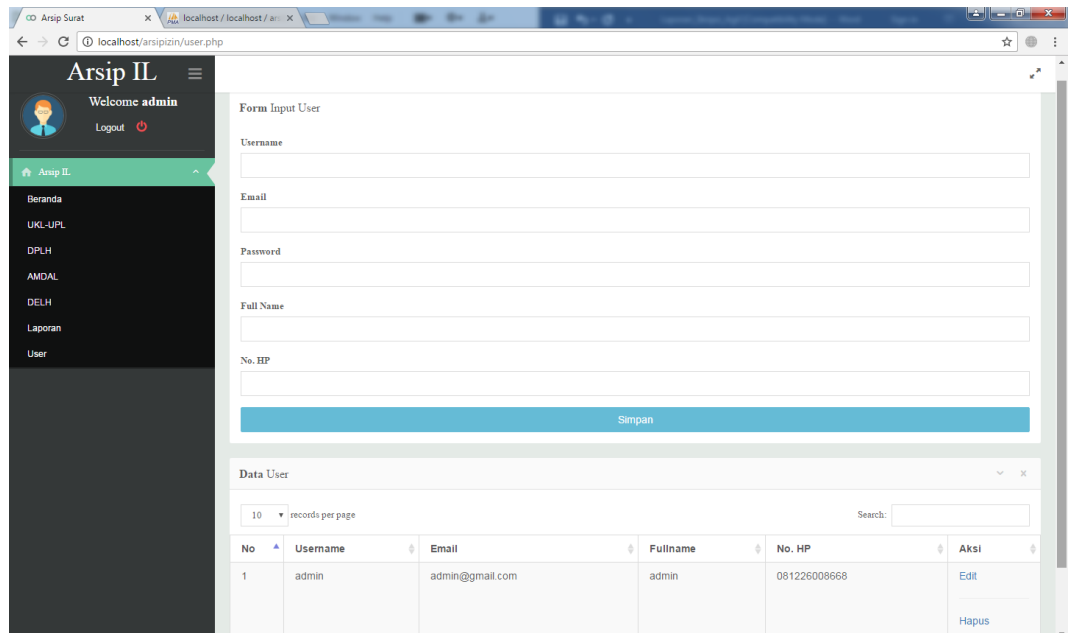 Arsip Surat
localhost / localhost / ars
localhost/arsipizin/user.php
Arsip IL
Welcome admin
Logout
Arsip IL
Beranda
UKL-UPL
DPLH
AMDAL
DELH
Laporan
User
Form Input User
Username
Email
Password
Full Name
No. HP
Simpan
Data User
10 records per page Search:
No Username Email Fullname No. HP Aksi
1 admin admin@gmail.com admin 081226008668 Edit
Hapus